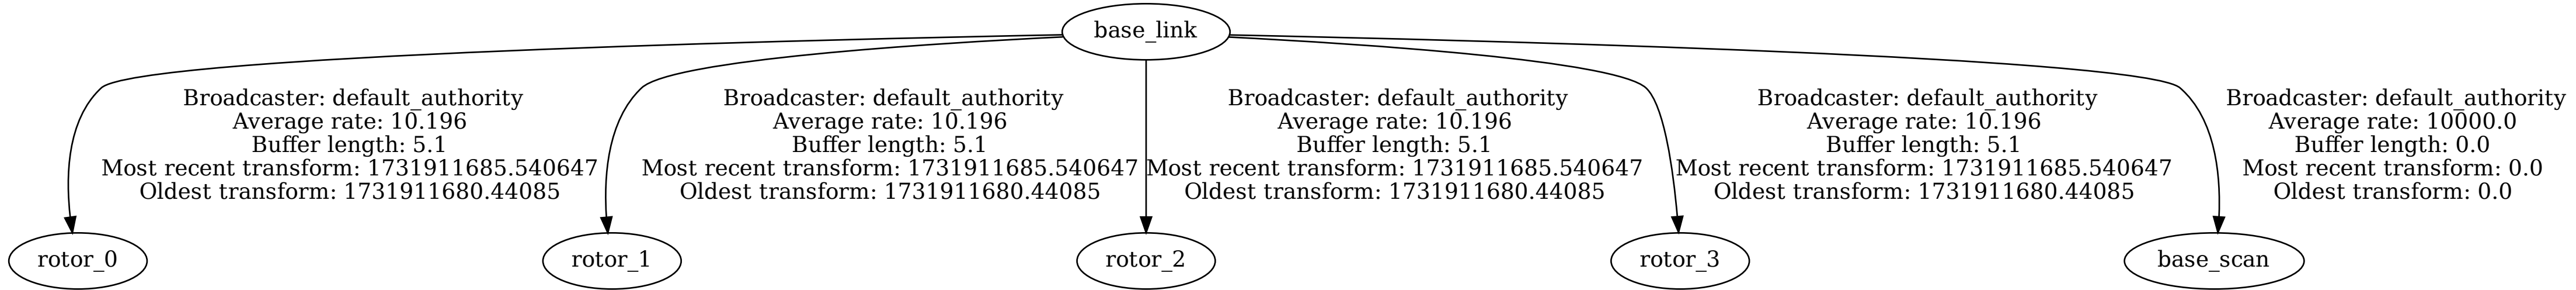 base_link
Broadcaster: default_authority
Average rate: 10.196
Buffer length: 5.1
Most recent transform: 1731911685.540647
Oldest transform: 1731911680.44085
Broadcaster: default_authority
Average rate: 10.196
Buffer length: 5.1
Most recent transform: 1731911685.540647
Oldest transform: 1731911680.44085
Broadcaster: default_authority
Average rate: 10.196
Buffer length: 5.1
Most recent transform: 1731911685.540647
Oldest transform: 1731911680.44085
Broadcaster: default_authority
Average rate: 10.196
Buffer length: 5.1
Most recent transform: 1731911685.540647
Oldest transform: 1731911680.44085
Broadcaster: default_authority
Average rate: 10000.0
Buffer length: 0.0
Most recent transform: 0.0
Oldest transform: 0.0
rotor_0
rotor_1
rotor_2
rotor_3
base_scan